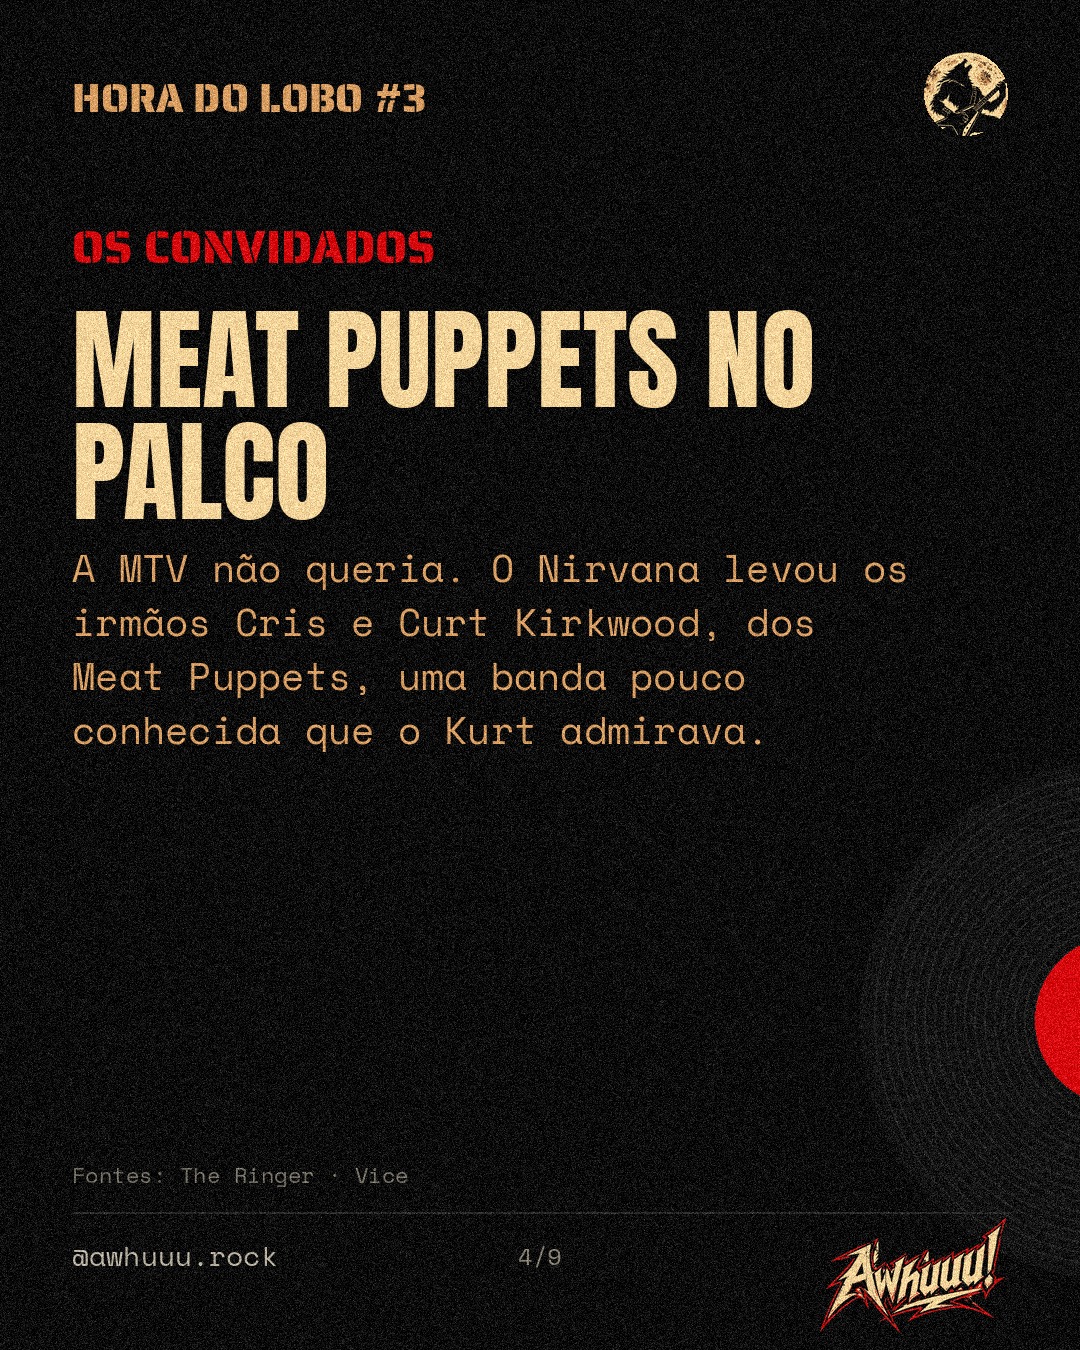 HORA DO LOBO #3
OS CONVIDADOS
MEAT PUPPETS NO
PALCO
A MTV não queria. O Nirvana levou os
irmãos Cris e Curt Kirkwood, dos
Meat Puppets, uma banda pouco
conhecida que o Kurt admirava.
Fontes: The Ringer · Vice
@awhuuu.rock
4/9
Awhuuu!